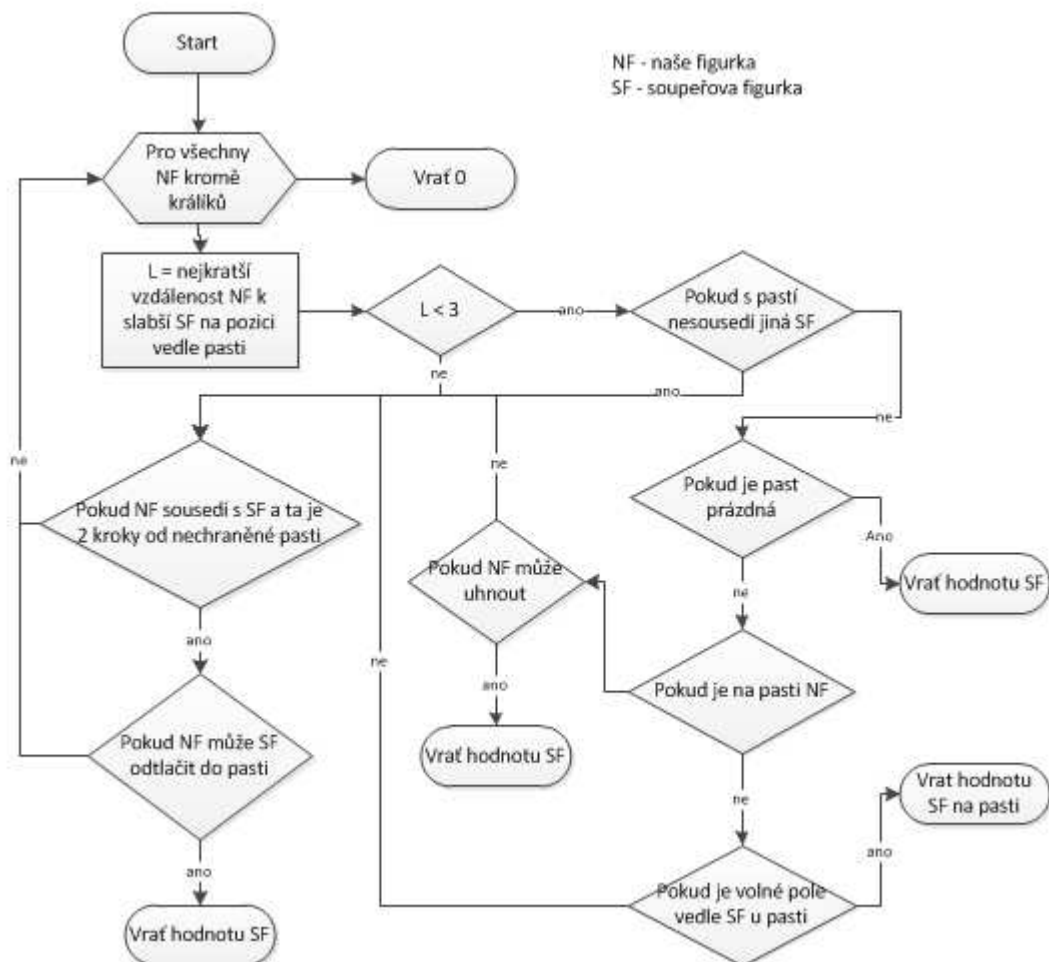 Start
NF - naše figurka
SF - soupeřova figurka
Pro všechny
NF kromě
králíků
Vrať 0
L = nejkratší
vzdálenost NF k
slabší SF na pozici
vedle pasti
L < 3
ano
Pokud s pastí
nesousedí jiná SF
ne
ano
ne
ne
ne
Pokud NF sousedí s SF a ta je
2 kroky od nechraněné pasti
Pokud je past
prázdná
Ano
Vrať hodnotu SF
Pokud NF může
uhnout
ne
ano
ne
Pokud je na pasti NF
ano
Vrať hodnotu SF
Pokud NF může SF
odtlačit do pasti
ne
Vrat hodnotu
SF na pasti
ano
ano
Pokud je volné pole
vedle SF u pasti
Vrať hodnotu SF